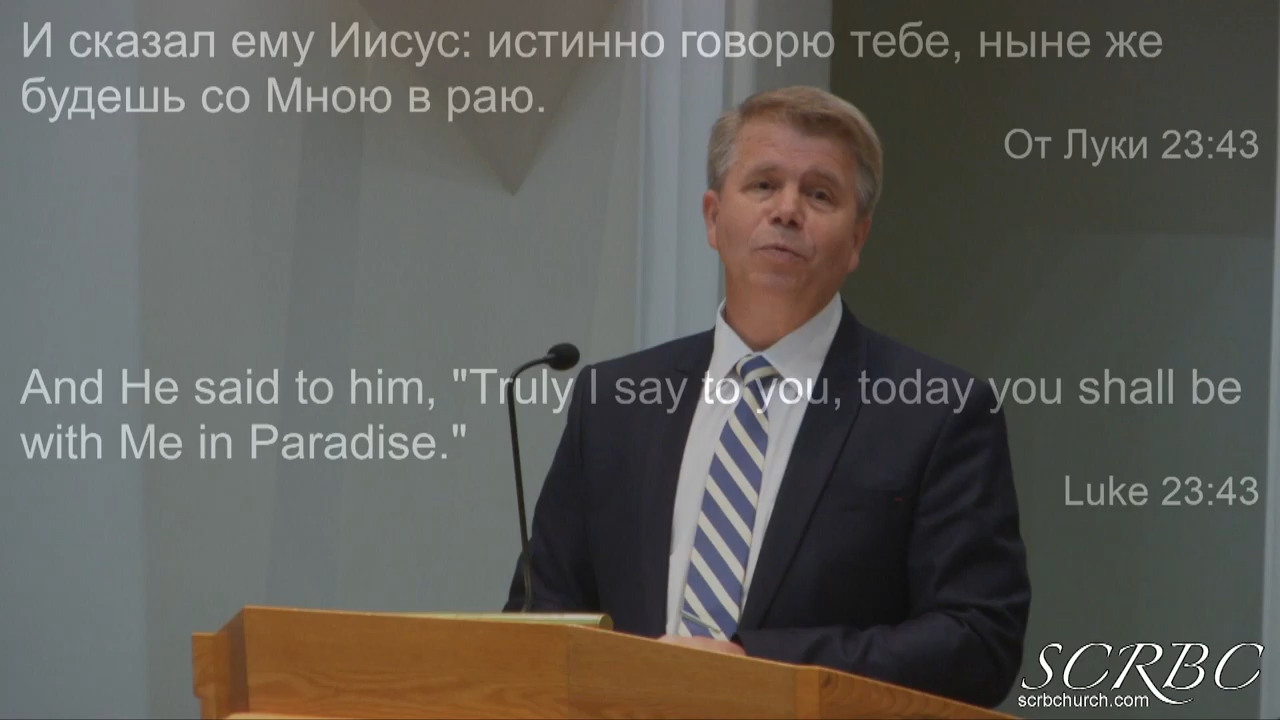 И сказал ему Иисус: истинно говорю тебе, ныне же
будешь со Мною в раю.
От Луки 23:43
And He said to him, "Truly I say to you, today you shall be
with Me in Paradise."
Luke 23:43
SCRBC
scrbchurch.com